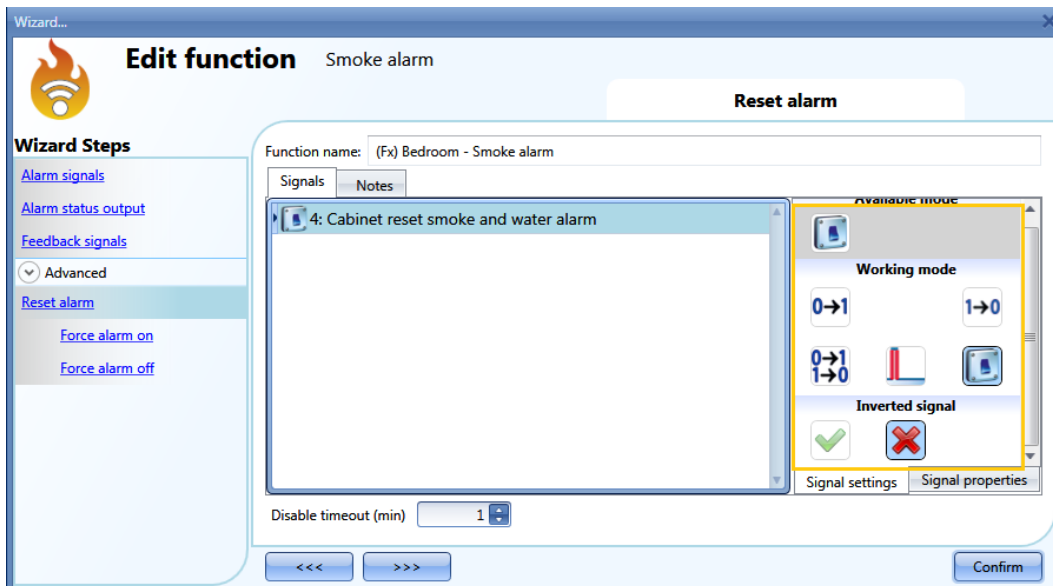 Wizard...
Edit function Smoke alarm
Reset alarm
Wizard Steps
Alarm signals
Alarm status output
Feedback signals
Advanced
Reset alarm
Force alarm on
Force alarm off
Function name: (Fx) Bedroom - Smoke alarm
Signals Notes
4: Cabinet reset smoke and water alarm
Available mode
Working mode
0→1 1→0
0→1
1→0
Inverted signal
Signal settings Signal properties
Disable timeout (min) 1
<<< >>> Confirm